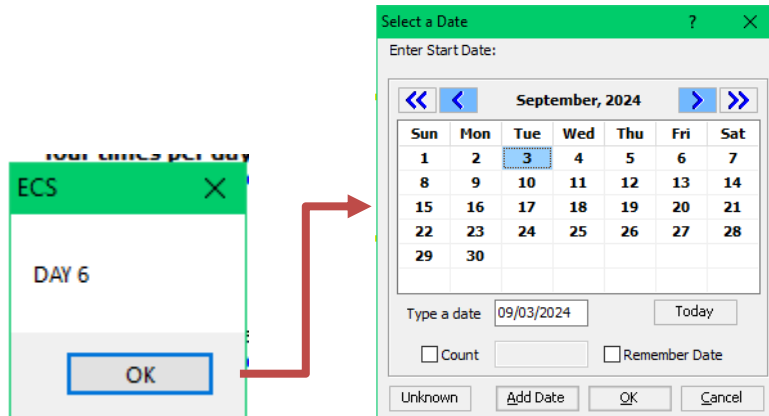 Four times per day
ECS
DAY 6
OK
Select a Date ?
Enter Start Date:
September, 2024
Sun Mon Tue Wed Thu Fri Sat
1 2 3 4 5 6 7
8 9 10 11 12 13 14
15 16 17 18 19 20 21
22 23 24 25 26 27 28
29 30
Type a date 09/03/2024 Today
Count Remember Date
Unknown Add Date OK Cancel